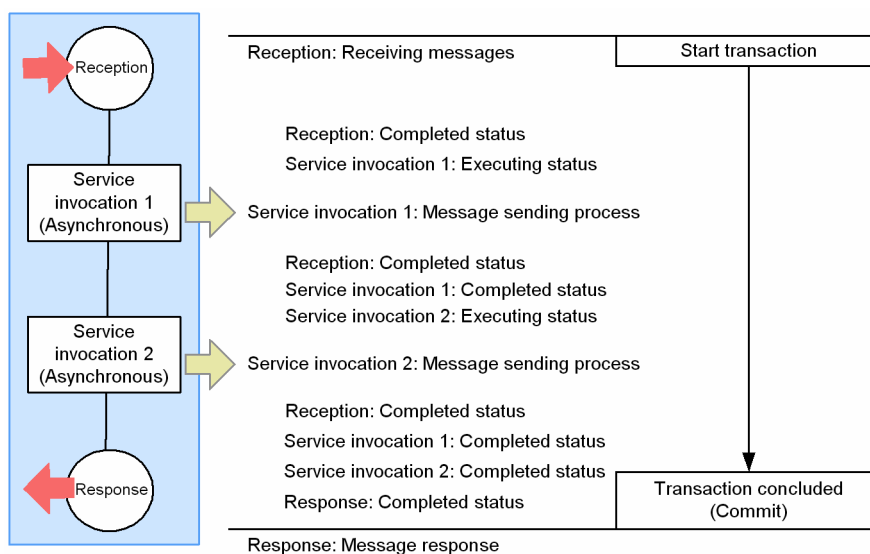 Reception
Service
invocation 1
(Asynchronous)
Service
invocation 2
(Asynchronous)
Response
Reception: Receiving messages
Start transaction
Reception: Completed status
Service invocation 1: Executing status
Service invocation 1: Message sending process
Reception: Completed status
Service invocation 1: Completed status
Service invocation 2: Executing status
Service invocation 2: Message sending process
Reception: Completed status
Service invocation 1: Completed status
Service invocation 2: Completed status
Response: Completed status
Transaction concluded
(Commit)
Response: Message response